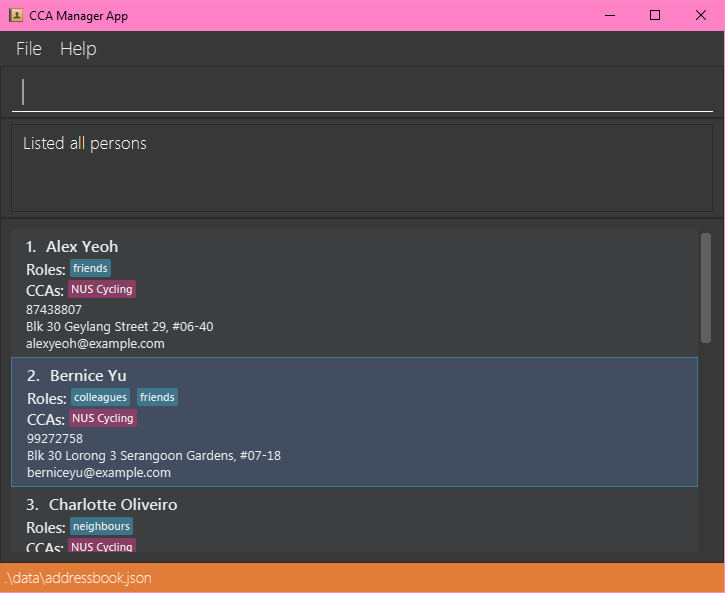 CCA Manager App
File Help
Listed all persons
1. Alex Yeoh
Roles: friends
CCAs: NUS Cycling
87438807
Blk 30 Geylang Street 29, #06-40
alexyeoh@example.com
2. Bernice Yu
Roles: colleagues friends
CCAs: NUS Cycling
99272758
Blk 30 Lorong 3 Serangoon Gardens, #07-18
berniceyu@example.com
3. Charlotte Oliveiro
Roles: neighbours
CCAs: NUS Cycling
.\data\addressbook.json